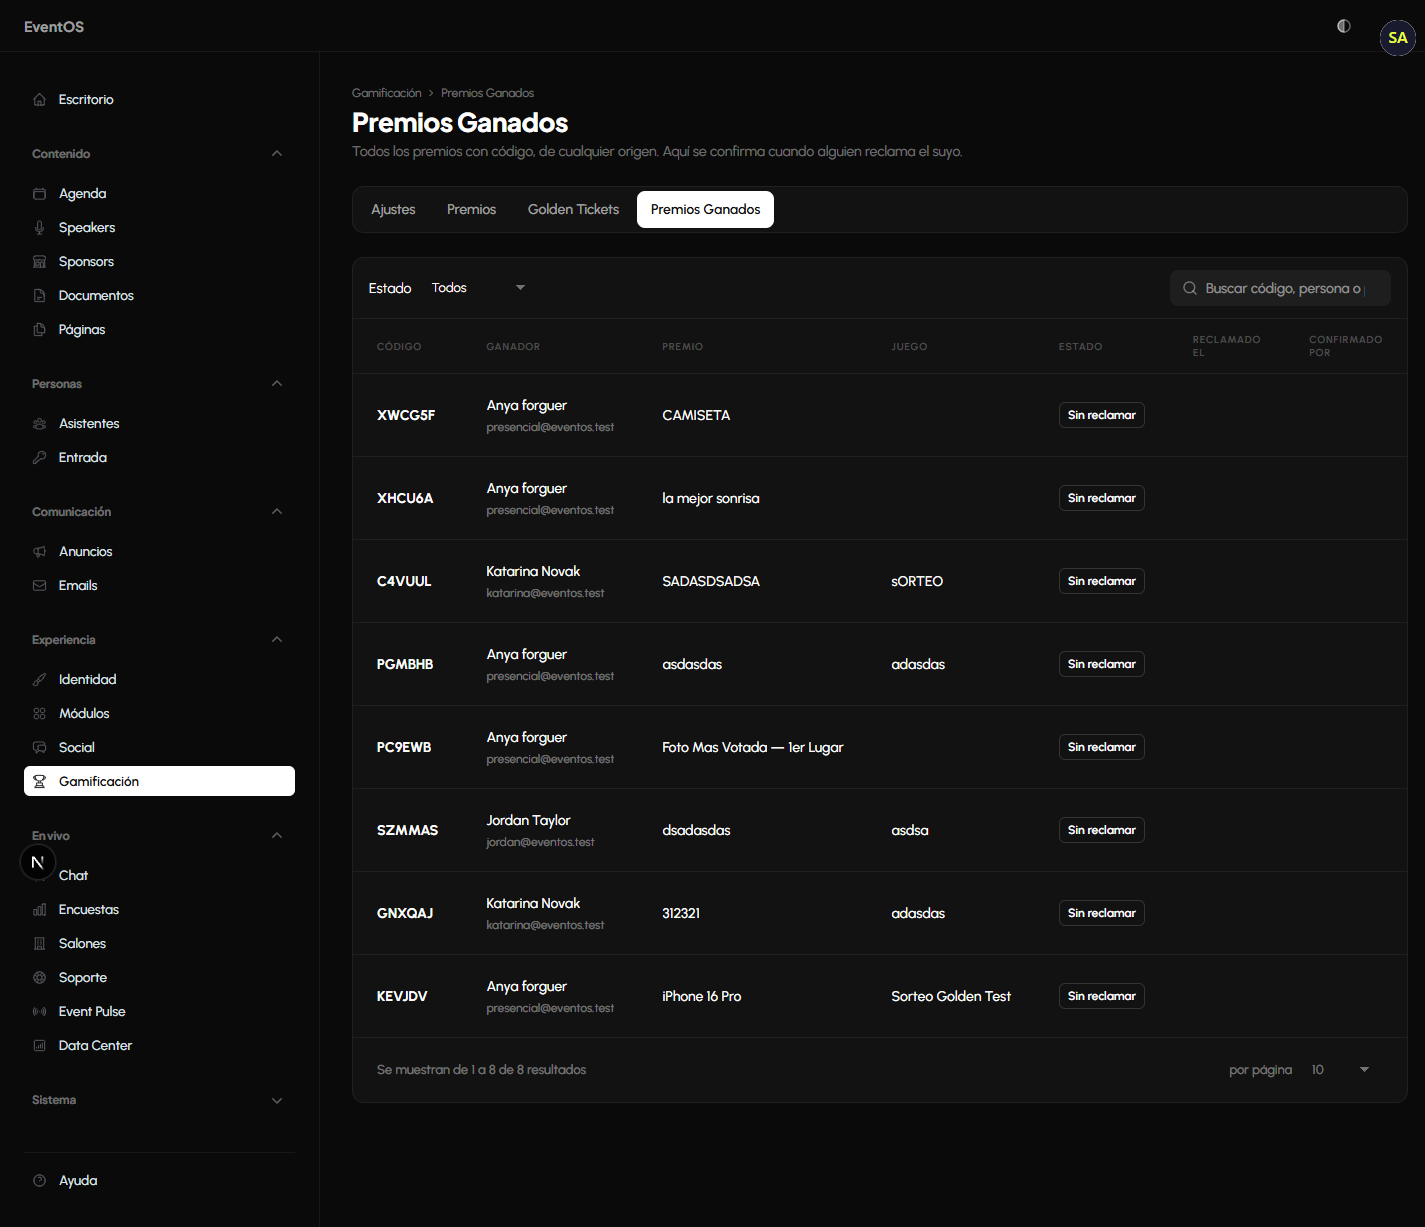 EventOS
SA
Escritorio
Contenido
Agenda
Speakers
Sponsors
Documentos
Páginas
Personas
Asistentes
Entrada
Comunicación
Anuncios
Emails
Experiencia
Identidad
Módulos
Social
Gamificación
En vivo
N
Chat
Encuestas
Salones
Soporte
Event Pulse
Data Center
Sistema
Ayuda
Gamificación > Premios Ganados
Premios Ganados
Todos los premios con código, de cualquier origen. Aquí se confirma cuando alguien reclama el suyo.
Ajustes Premios Golden Tickets Premios Ganados
Estado Todos Buscar código, persona o
CÓDIGO GANADOR PREMIO JUEGO ESTADO RECLAMADO EL CONFIRMADO POR
XWCG5F Anya forguer CAMISETA Sin reclamar
presencial@eventos.test
XHCU6A Anya forguer la mejor sonrisa Sin reclamar
presencial@eventos.test
C4VUUL Katarina Novak SADASDSADSA sORTEO Sin reclamar
katarina@eventos.test
PGMBHB Anya forguer asdasdas adasdas Sin reclamar
presencial@eventos.test
PC9EWB Anya forguer Foto Mas Votada — 1er Lugar Sin reclamar
presencial@eventos.test
SZMMAS Jordan Taylor dsadasdas asdsa Sin reclamar
jordan@eventos.test
GNXQAJ Katarina Novak 312321 adasdas Sin reclamar
katarina@eventos.test
KEVJDV Anya forguer iPhone 16 Pro Sorteo Golden Test Sin reclamar
presencial@eventos.test
Se muestran de 1 a 8 de 8 resultados por página 10